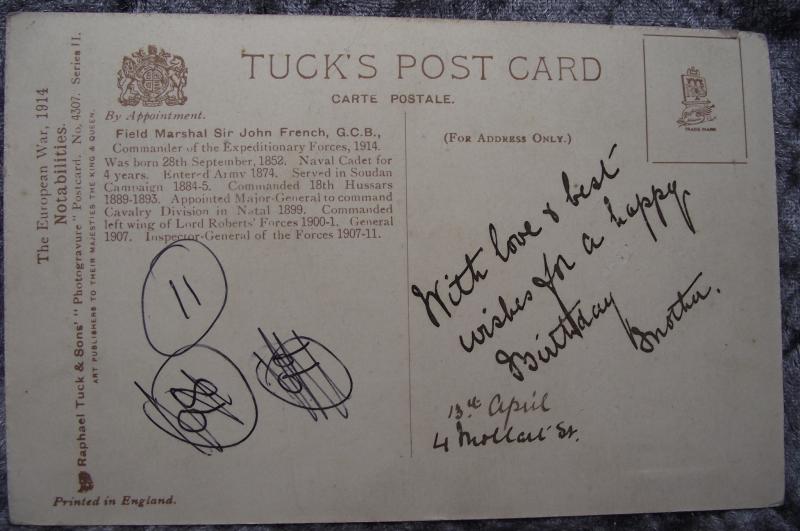 The European War, 1914
Notabilities.
Raphael Tuck & Sons' "Photogravure" Postcard. No. 4307. Series II.
ART PUBLISHERS TO THEIR MAJESTIES THE KING & QUEEN.
By Appointment.
TUCK'S POST CARD
CARTE POSTALE.
Field Marshal Sir John French, G.C.B.,
Commander of the Expeditionary Forces, 1914.
Was born 28th September, 1852. Naval Cadet for
4 years. Entered Army 1874. Served in Soudan
Campaign 1884-5. Commanded 18th Hussars
1889-1893. Appointed Major-General to command
Cavalry Division in Natal 1899. Commanded
left wing of Lord Roberts' Forces 1900-1. General
1907. Inspector-General of the Forces 1907-11.
11
Printed in England.
(For Address Only.)
TRADE MARK
With love & best
wishes for a happy
Birthday
Mother.
13th April
4 St.